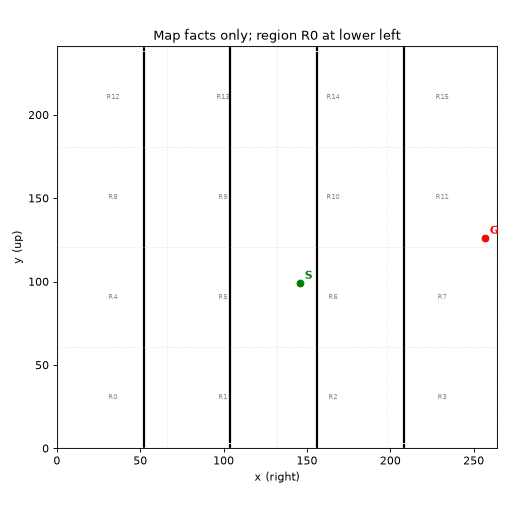 Map facts only; region R0 at lower left
R12 R13 R14 R15
200
R8 R9 R10 R11
150
G
S
100
R4 R5 R6 R7
50
R0 R1 R2 R3
0
0 50 100 150 200 250
x (right)
y (up)